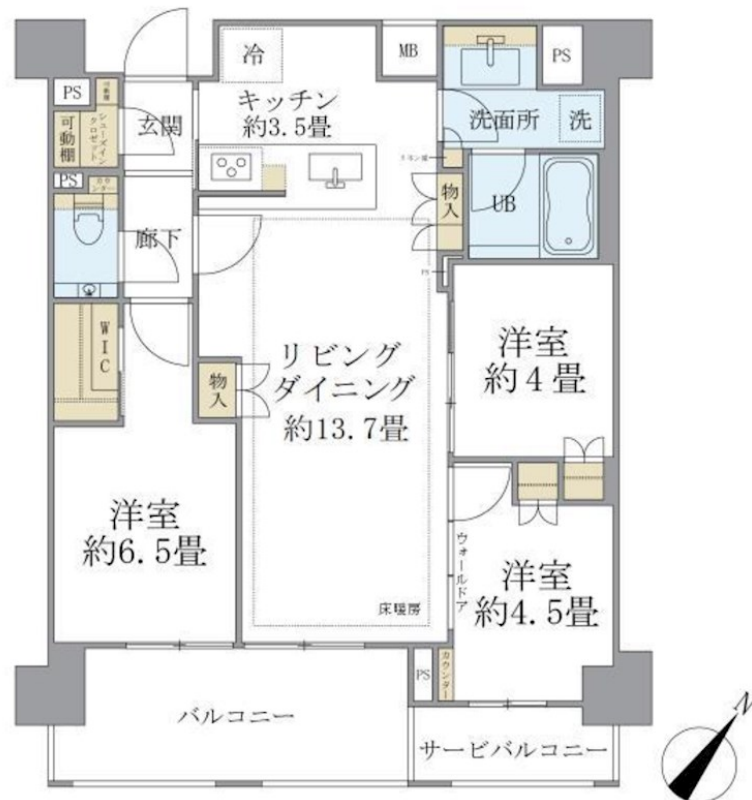 冷
MB
PS
キッチン
約3.5畳
洗面所
洗
PS
玄関
シューズイン
クロゼット
可動棚
PS
カウンター
物入
UB
廊下
WIC
リビング
ダイニング
約13.7畳
物入
洋室
約4畳
洋室
約6.5畳
洋室
約4.5畳
ウォールドア
床暖房
PS
カウンター
バルコニー
サービバルコニー
N